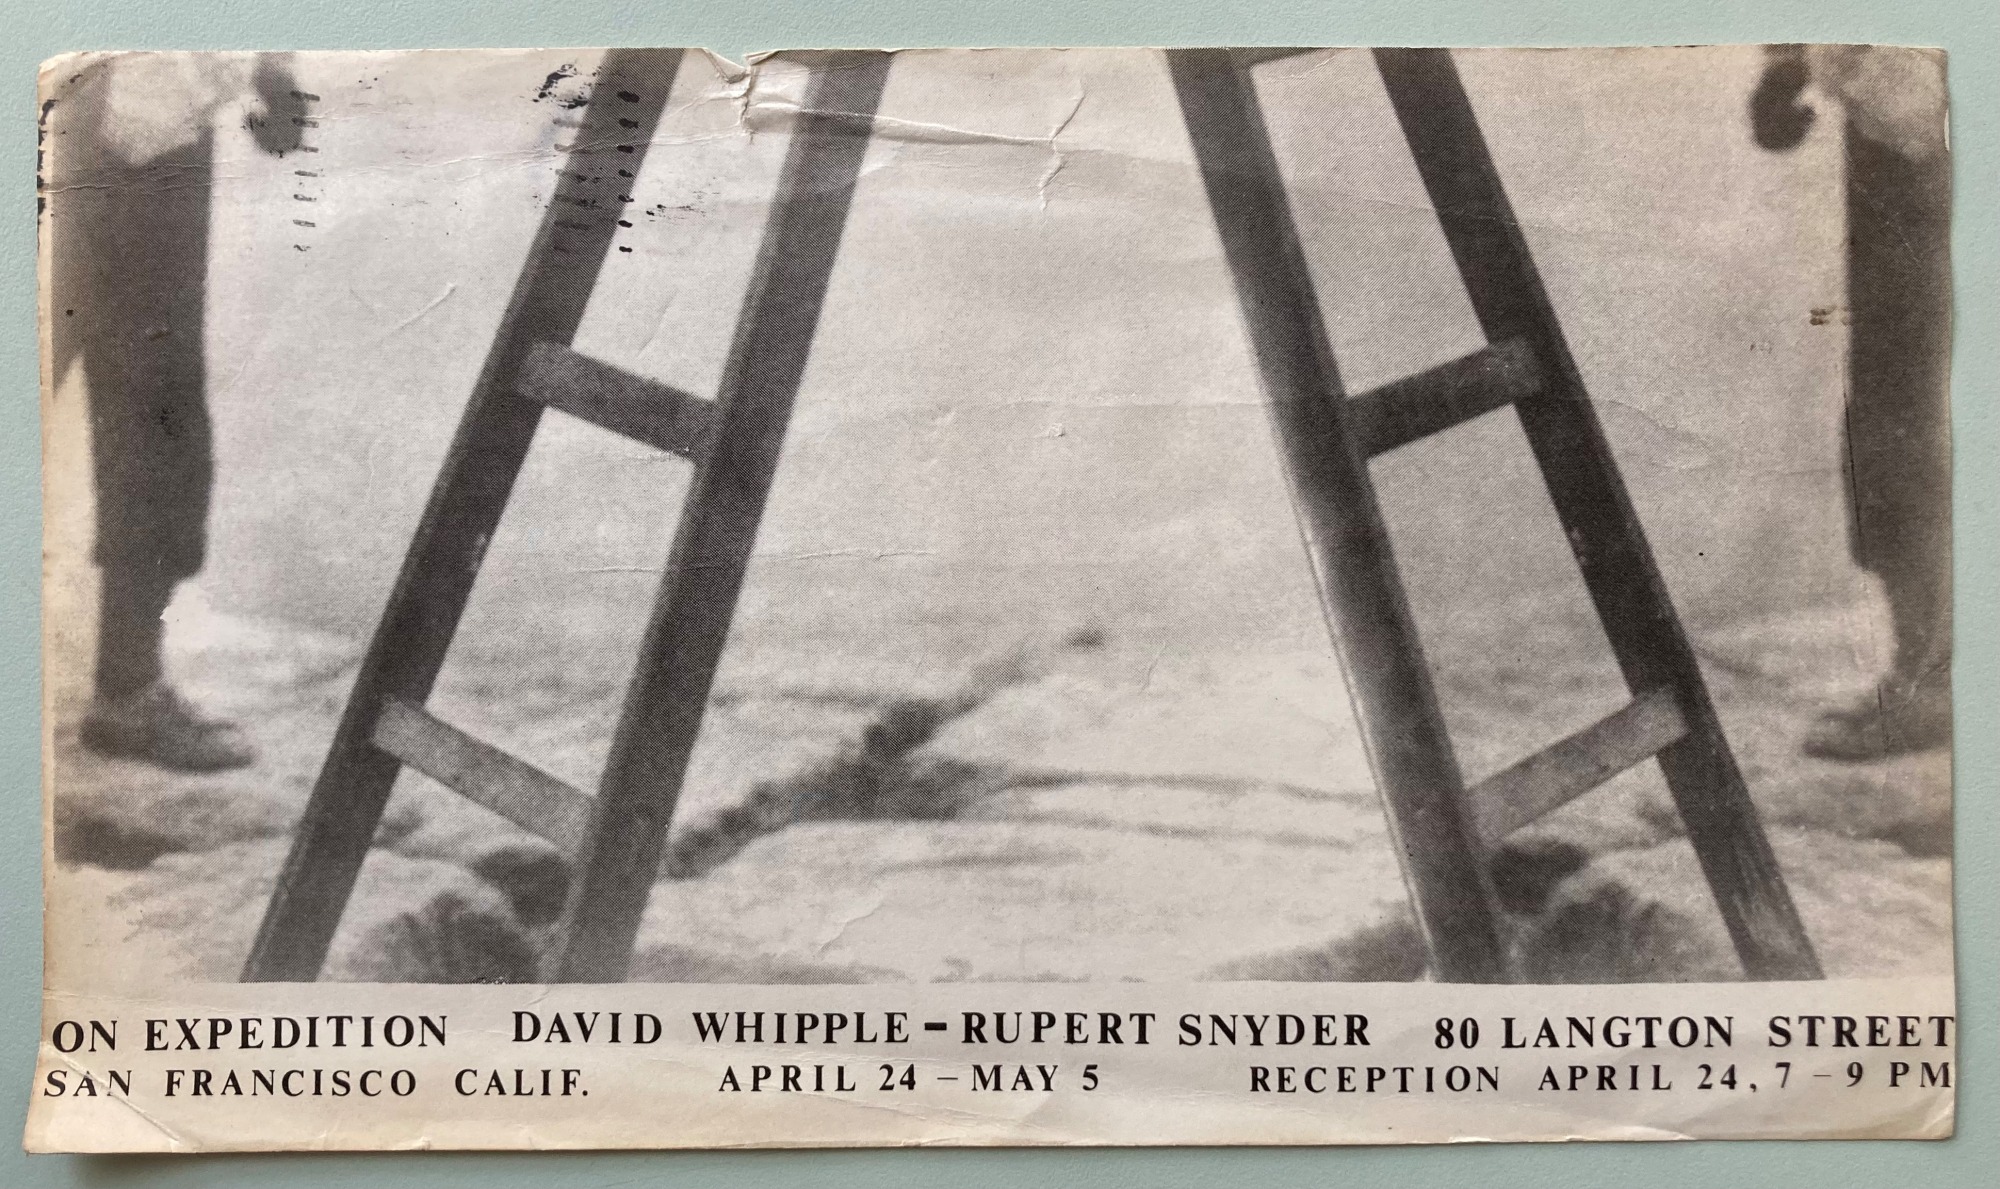 ON EXPEDITION DAVID WHIPPLE – RUPERT SNYDER 80 LANGTON STREET
SAN FRANCISCO CALIF. APRIL 24 – MAY 5 RECEPTION APRIL 24, 7 – 9 PM